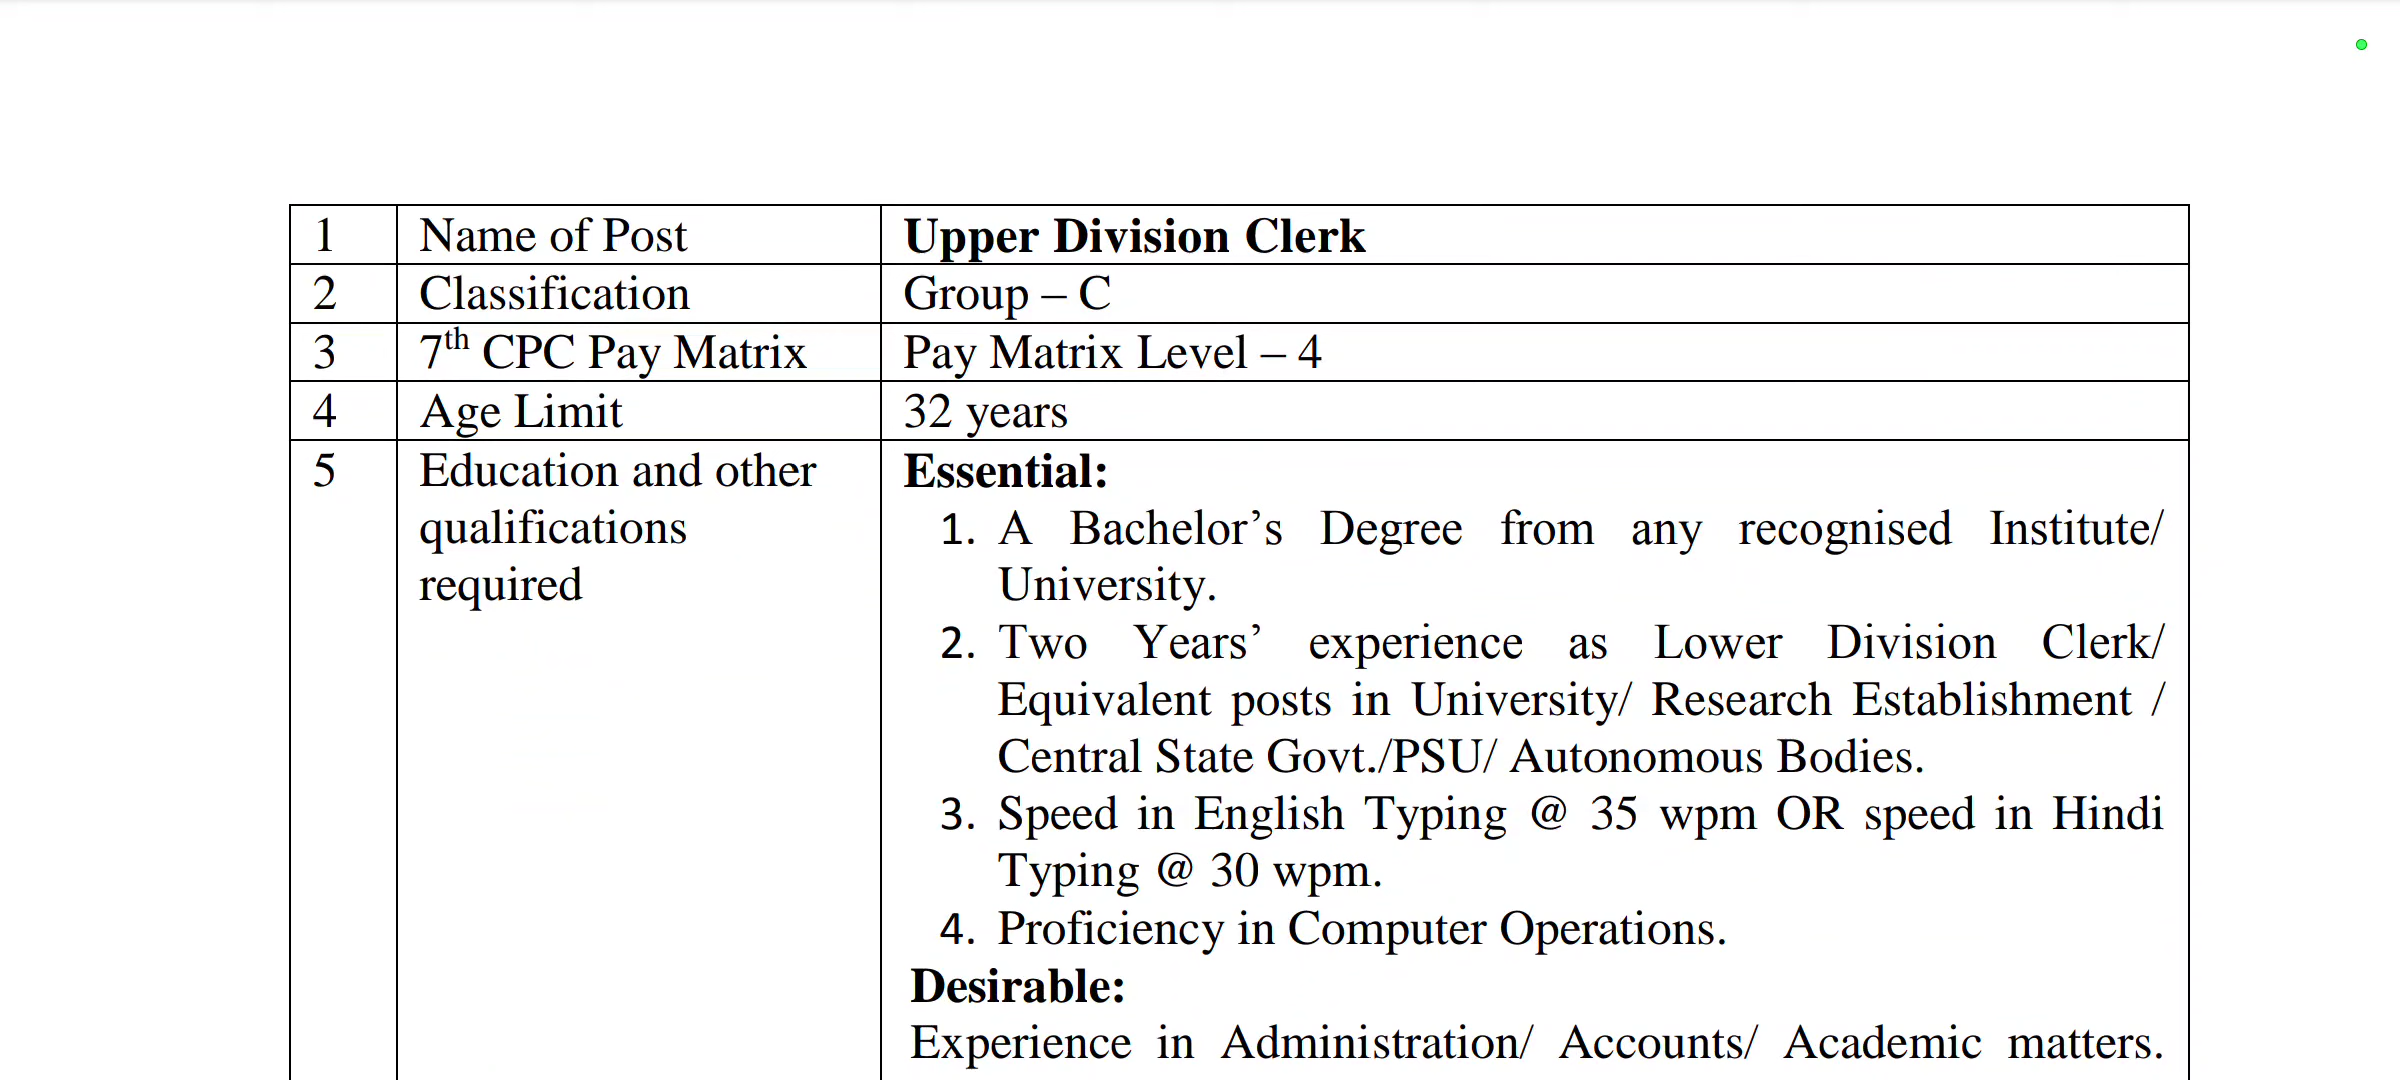 1 Name of Post Upper Division Clerk
2 Classification Group – C
3 7th CPC Pay Matrix Pay Matrix Level – 4
4 Age Limit 32 years
5 Education and other Essential:
qualifications 1. A Bachelor’s Degree from any recognised Institute/
required University.
2. Two Years’ experience as Lower Division Clerk/
Equivalent posts in University/ Research Establishment /
Central State Govt./PSU/ Autonomous Bodies.
3. Speed in English Typing @ 35 wpm OR speed in Hindi
Typing @ 30 wpm.
4. Proficiency in Computer Operations.
Desirable:
Experience in Administration/ Accounts/ Academic matters.